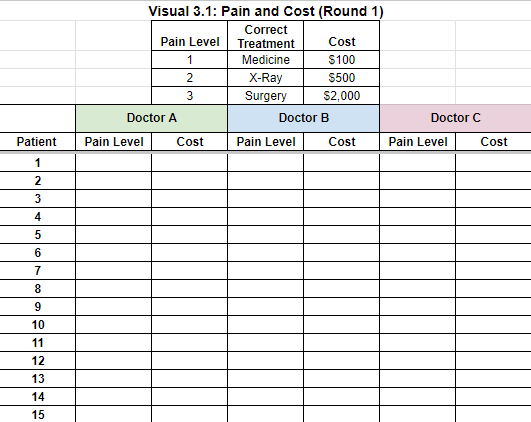 Visual 3.1: Pain and Cost (Round 1)
Pain Level Correct Treatment Cost
1 Medicine $100
2 X-Ray $500
3 Surgery $2,000
Doctor A Doctor B Doctor C
Patient Pain Level Cost Pain Level Cost Pain Level Cost
1
2
3
4
5
6
7
8
9
10
11
12
13
14
15